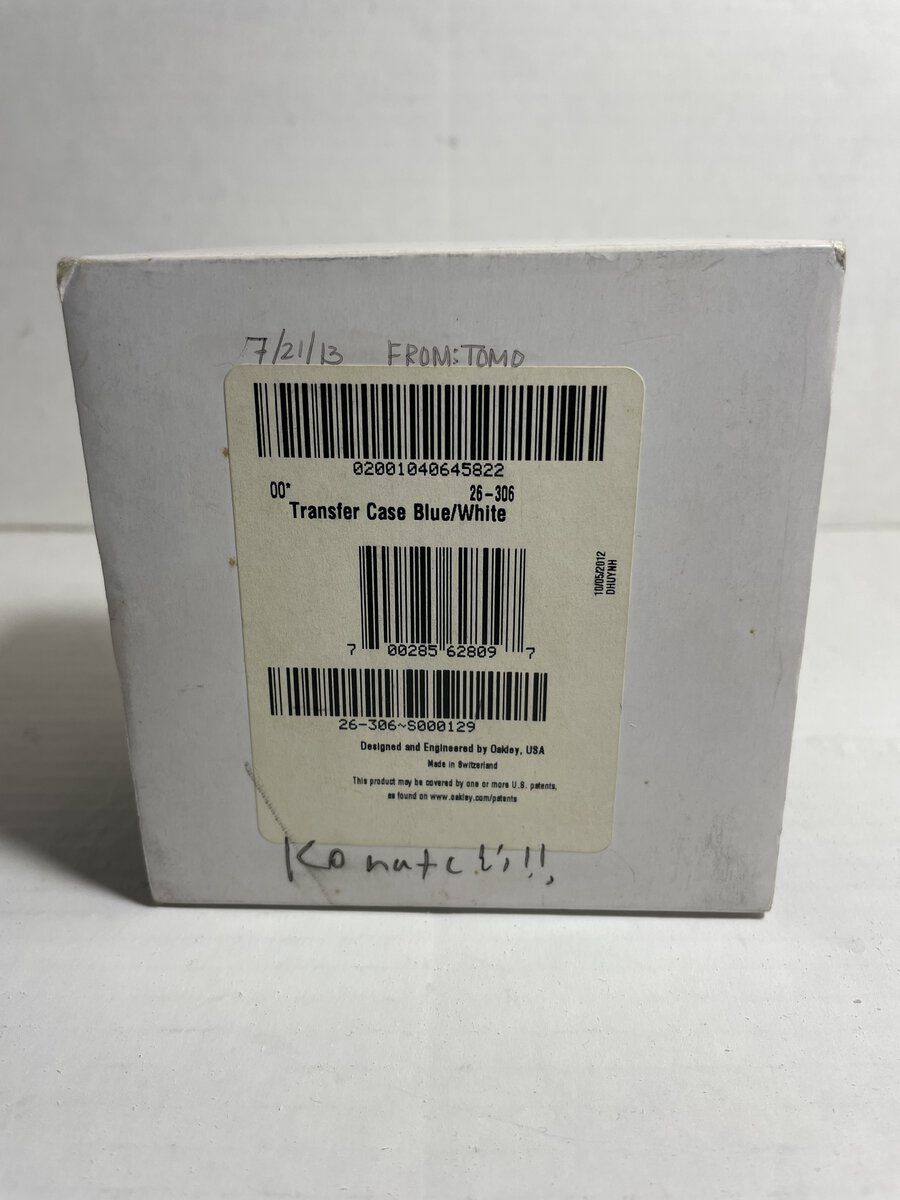 7/21/13 FROM: TOMO
02001040645822
00* 26-306
Transfer Case Blue/White
10/05/2012
DHUYNH
7 00285 62809 7
26-306~S000129
Designed and Engineered by Oakley, USA
Made in Switzerland
This product may be covered by one or more U.S. patents,
as found on www.oakley.com/patents